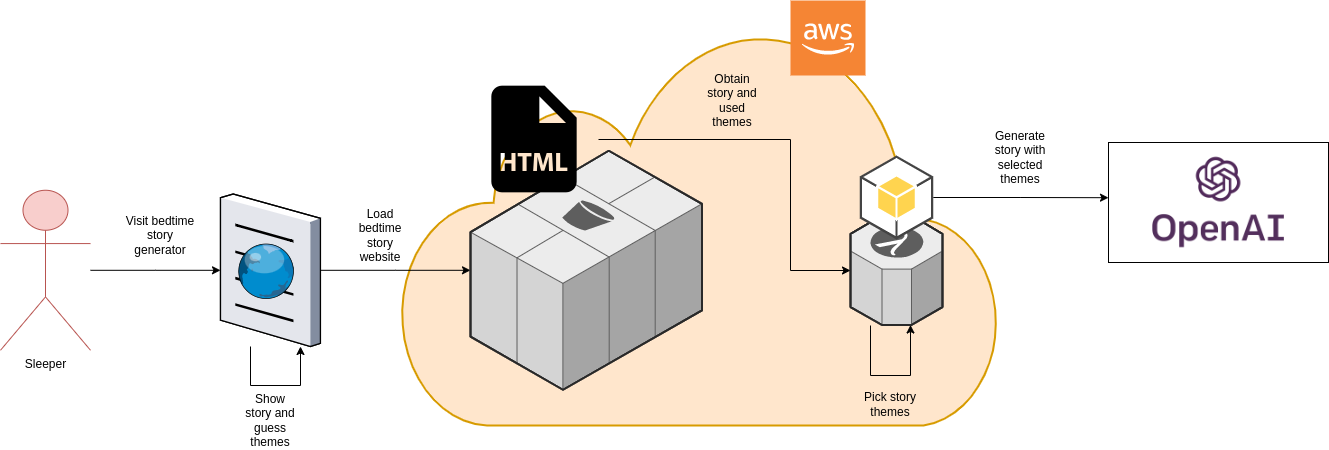 aws
Obtain
story and
used
themes
HTML
Generate
story with
selected
themes
OpenAI
Visit bedtime
story
generator
Load
bedtime
story
website
Sleeper
Show
story and
guess
themes
Pick story
themes